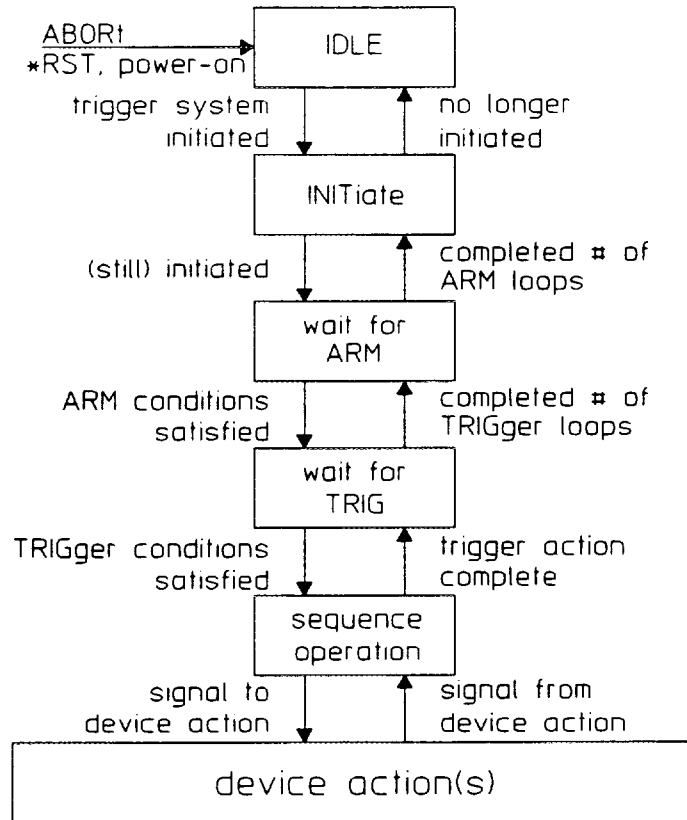 ABORt
*RST, power-on
IDLE
trigger system
initiated
no longer
initiated
INITiate
(still) initiated
completed # of
ARM loops
wait for
ARM
ARM conditions
satisfied
completed # of
TRIGger loops
wait for
TRIG
TRIGger conditions
satisfied
trigger action
complete
sequence
operation
signal to
device action
signal from
device action
device action(s)